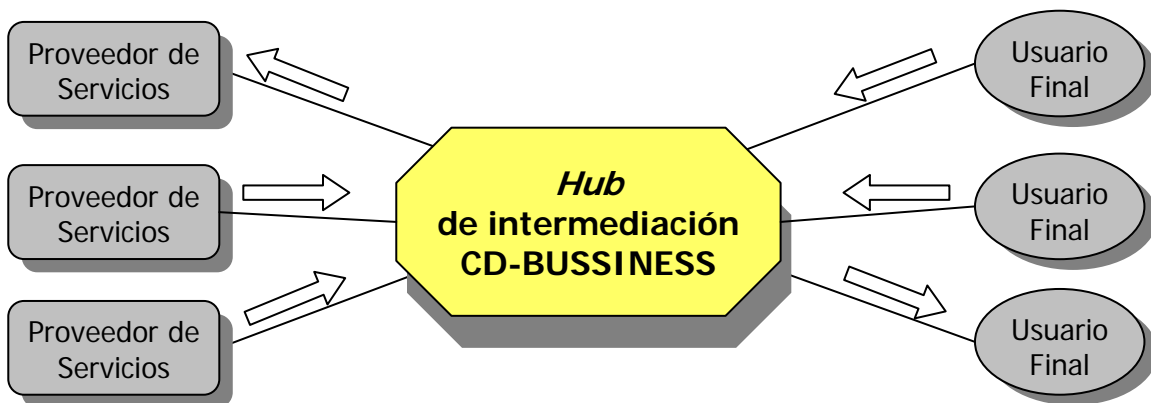 Proveedor de
Servicios
Proveedor de
Servicios
Proveedor de
Servicios
Hub
de intermediación
CD-BUSSINESS
Usuario
Final
Usuario
Final
Usuario
Final